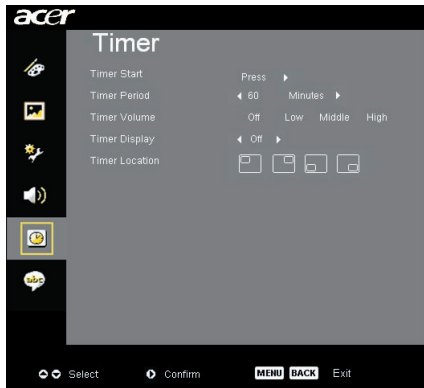 acer
Timer
Timer Start Press
Timer Period 60 Minutes
Timer Volume Off Low Middle High
Timer Display Off
Timer Location
abc
Select Confirm MENU BACK Exit